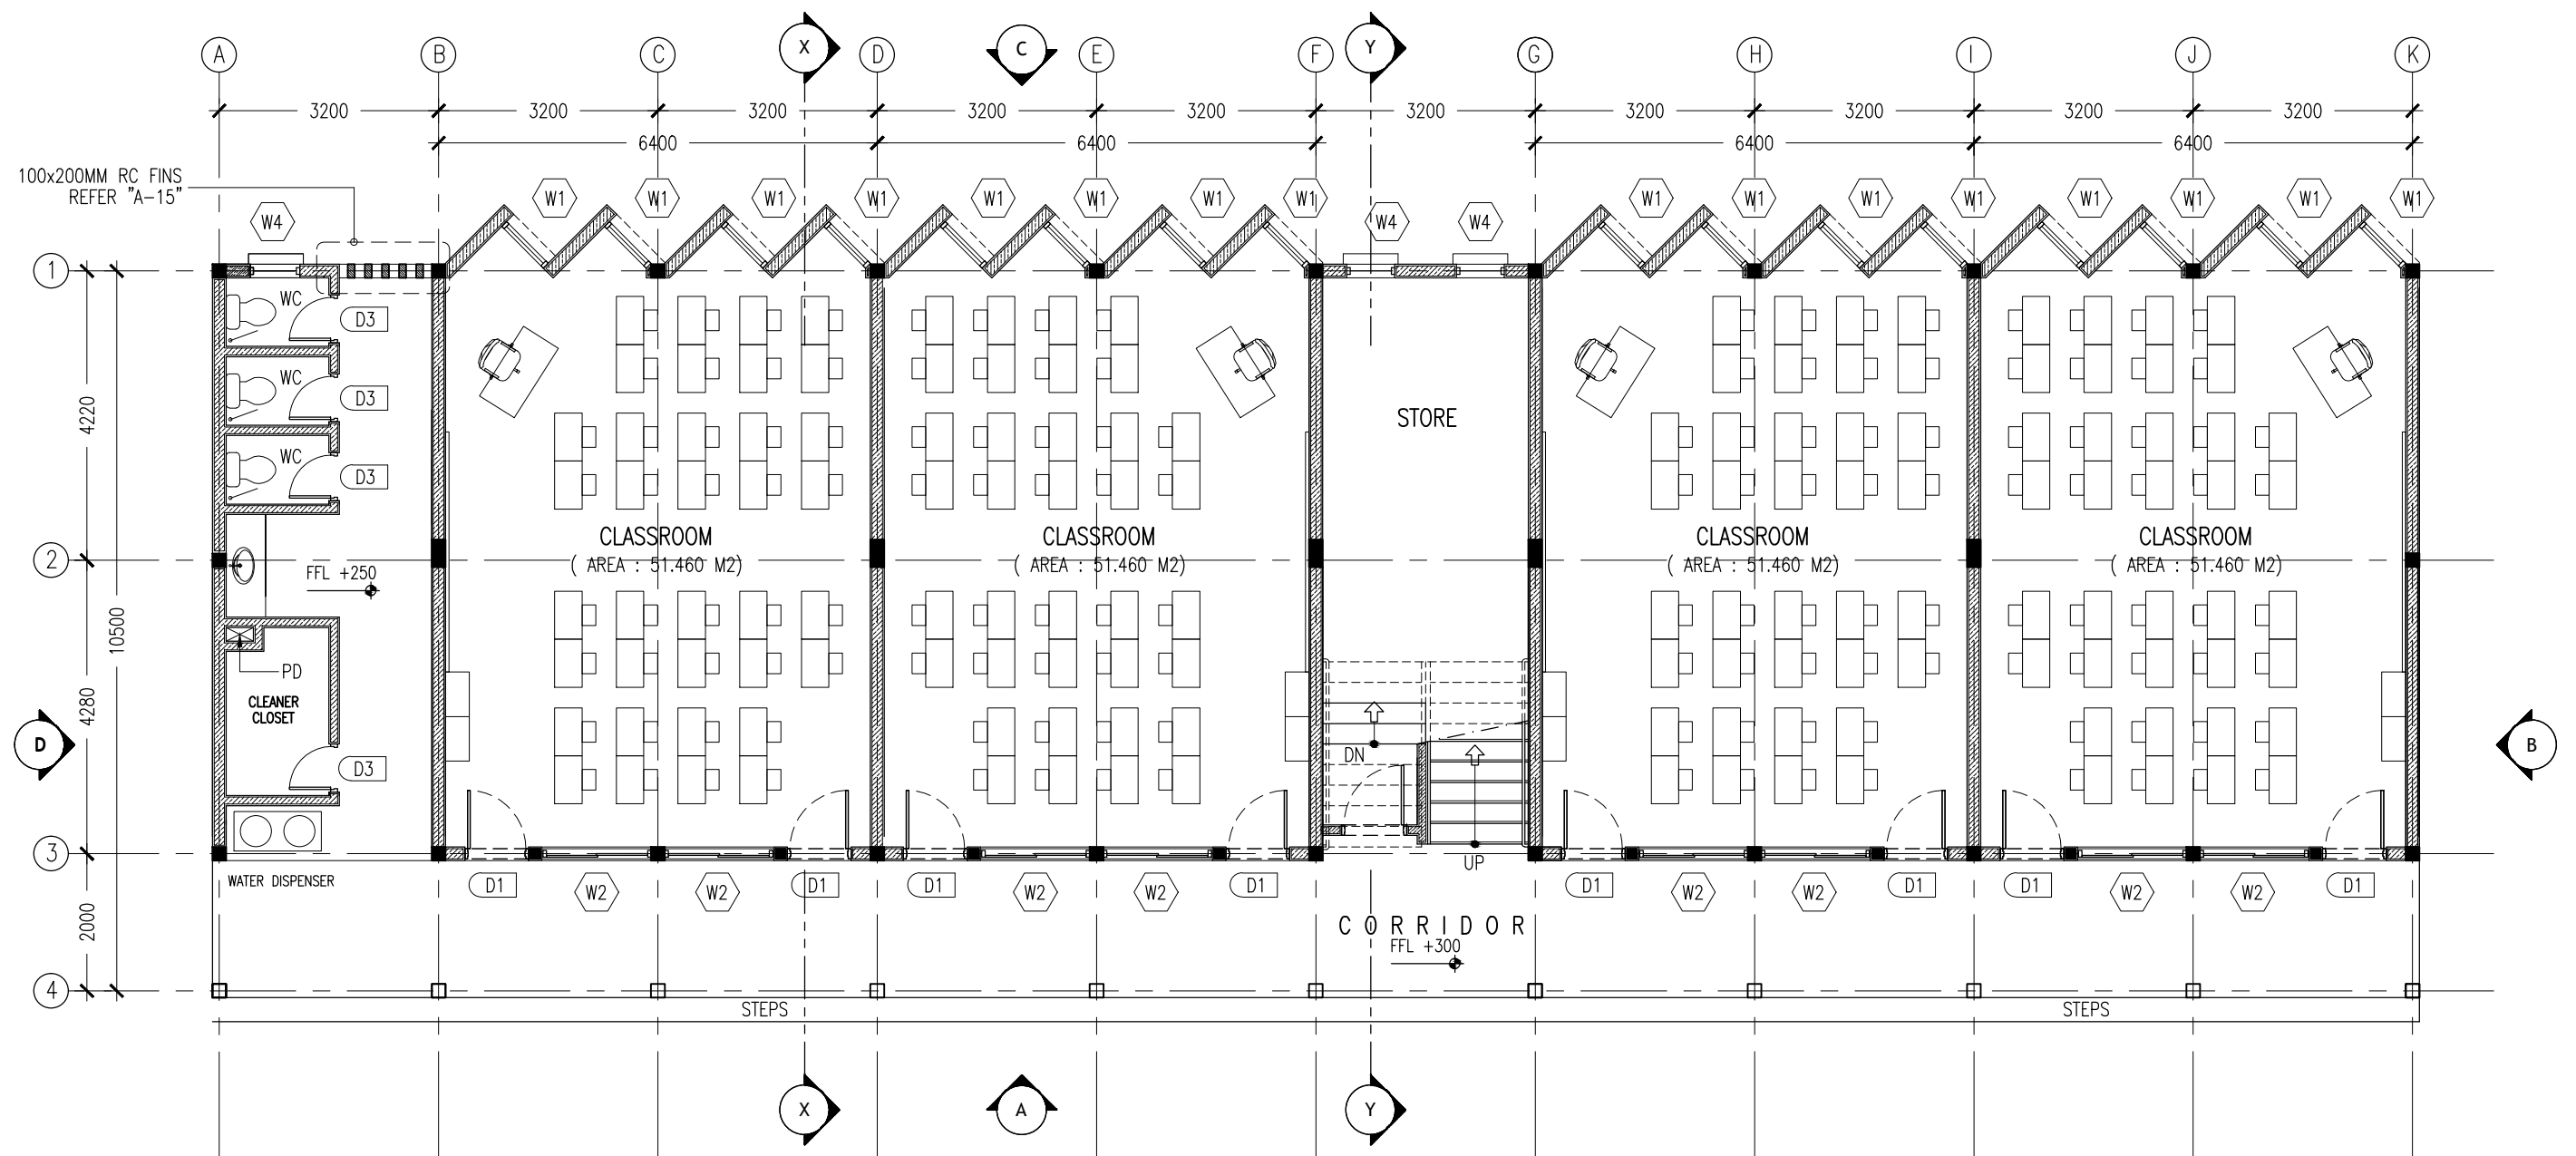 A B C X D C E F Y G H I J K
3200 3200 3200 3200 3200 3200 3200 3200 3200 3200
6400 6400 6400 6400
100x200MM RC FINS
REFER "A-15"
W1 W1 W1 W1 W1 W1 W1 W1 W1 W1 W1 W1 W1 W1 W1 W1
W4 W4 W4
1
WC
D3
WC
D3
WC
D3
4220
STORE
CLASSROOM CLASSROOM CLASSROOM CLASSROOM
( AREA : 51.460 M2) ( AREA : 51.460 M2) ( AREA : 51.460 M2) ( AREA : 51.460 M2)
2
FFL +250
10500
PD
CLEANER
CLOSET
4280
D
B
DN
D3
3
UP
WATER DISPENSER
D1 W2 W2 D1 D1 W2 W2 D1 D1 W2 W2 D1 D1 W2 W2 D1
2000
CORRIDOR
FFL +300
4
STEPS STEPS
X A Y